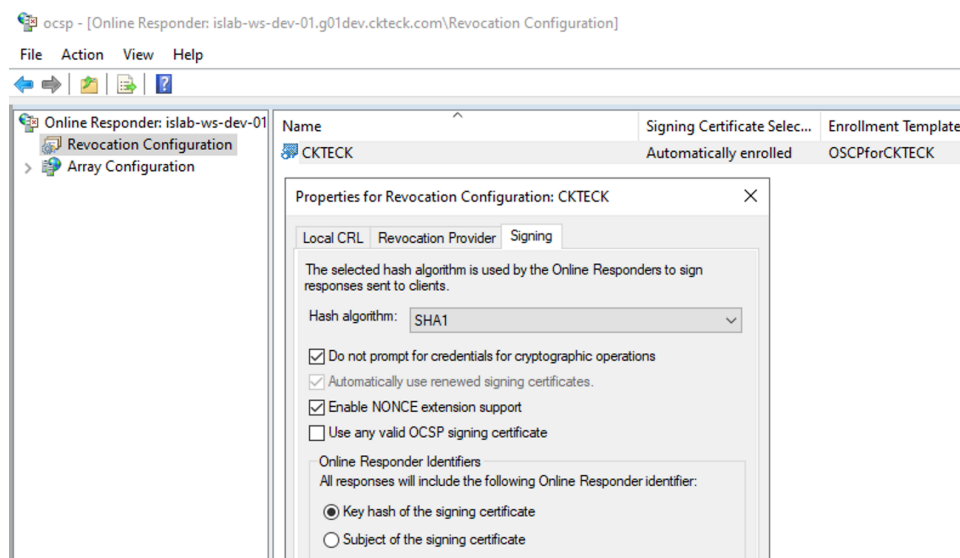 ocsp - [Online Responder: islab-ws-dev-01.g01dev.ckteck.com\Revocation Configuration]
File Action View Help
Online Responder: islab-ws-dev-01
Revocation Configuration
Array Configuration
Name Signing Certificate Selec... Enrollment Template
CKTECK Automatically enrolled OSCPforCKTECK
Properties for Revocation Configuration: CKTECK
Local CRL Revocation Provider Signing
The selected hash algorithm is used by the Online Responders to sign
responses sent to clients.
Hash algorithm: SHA1
Do not prompt for credentials for cryptographic operations
Automatically use renewed signing certificates.
Enable NONCE extension support
Use any valid OCSP signing certificate
Online Responder Identifiers
All responses will include the following Online Responder identifier:
Key hash of the signing certificate
Subject of the signing certificate